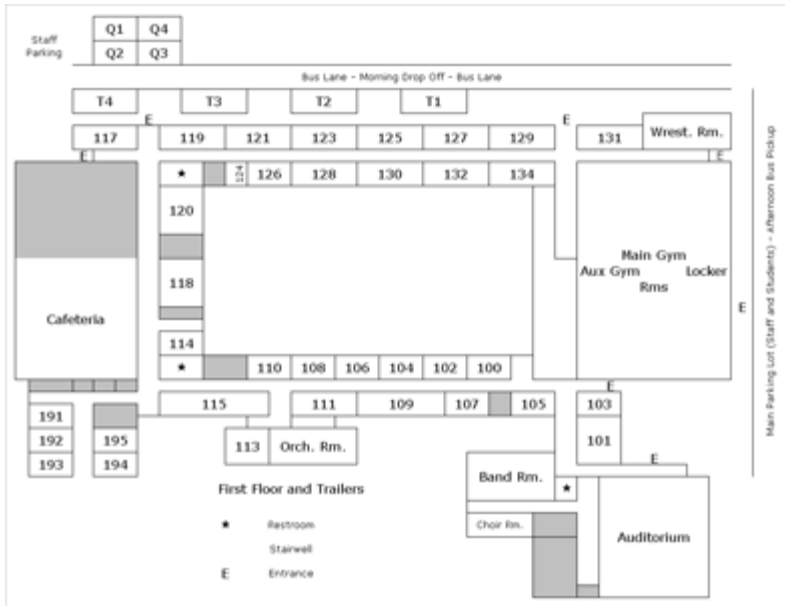 Q1 Q4
Staff
Parking
Q2 Q3
Bus Lane – Morning Drop Off – Bus Lane
T4 T3 T2 T1
E E
117 119 121 123 125 127 129 131 Wrest. Rm.
E E
★ 124 126 128 130 132 134
120
Main Gym
Aux Gym Locker
Rms
118
E
Cafeteria
114
★ 110 108 106 104 102 100
E
115 111 109 107 105 103
191
192 195 113 Orch. Rm. 101
193 194
E
Band Rm.
★
First Floor and Trailers
★ Restroom
Choir Rm.
Stairwell
Auditorium
E Entrance
Main Parking Lot (Staff and Students) – Afternoon Bus Pickup